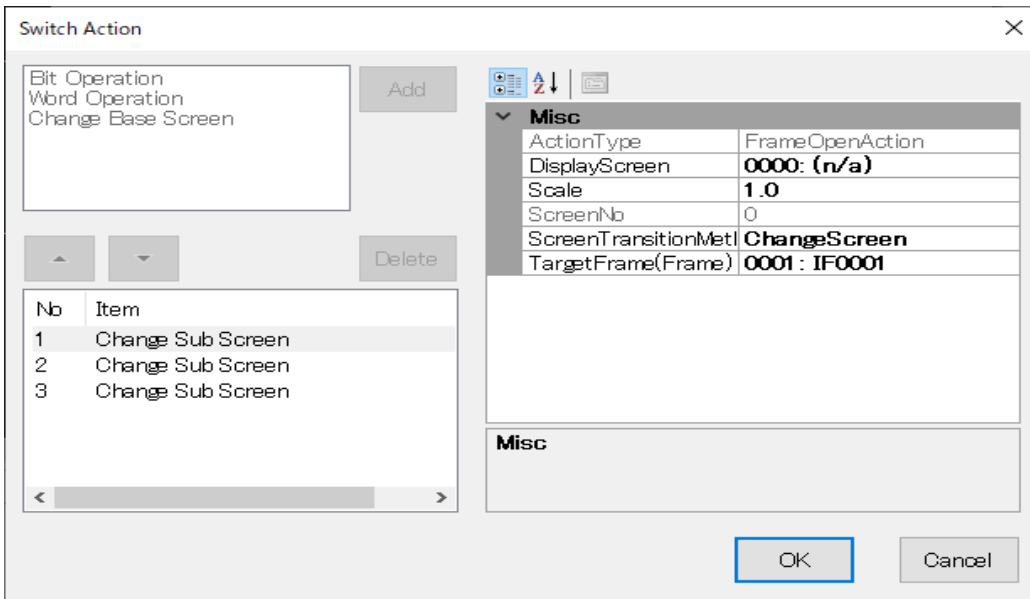 Switch Action
Bit Operation
Word Operation
Change Base Screen
Add
Delete
No Item
1 Change Sub Screen
2 Change Sub Screen
3 Change Sub Screen
Misc
ActionType FrameOpenAction
DisplayScreen 0000: (n/a)
Scale 1.0
ScreenNo 0
ScreenTransitionMetl ChangeScreen
TargetFrame(Frame) 0001 : IF0001
Misc
OK Cancel